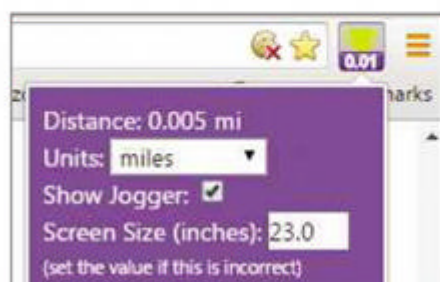 0.01
arks
Distance: 0.005 mi
Units: miles
Show Jogger:
Screen Size (inches): 23.0
(set the value if this is incorrect)